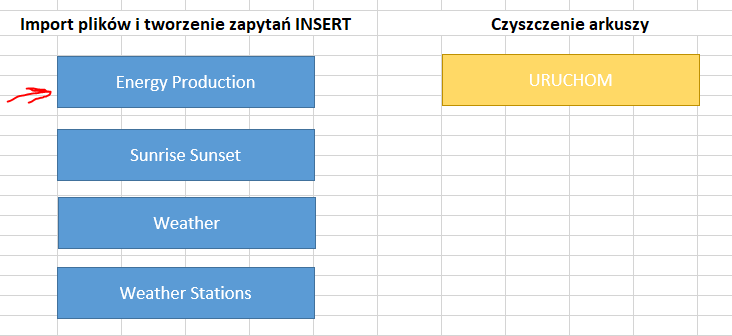 Import plików i tworzenie zapytań INSERT
Czyszczenie arkuszy
Energy Production
URUCHOM
Sunrise Sunset
Weather
Weather Stations